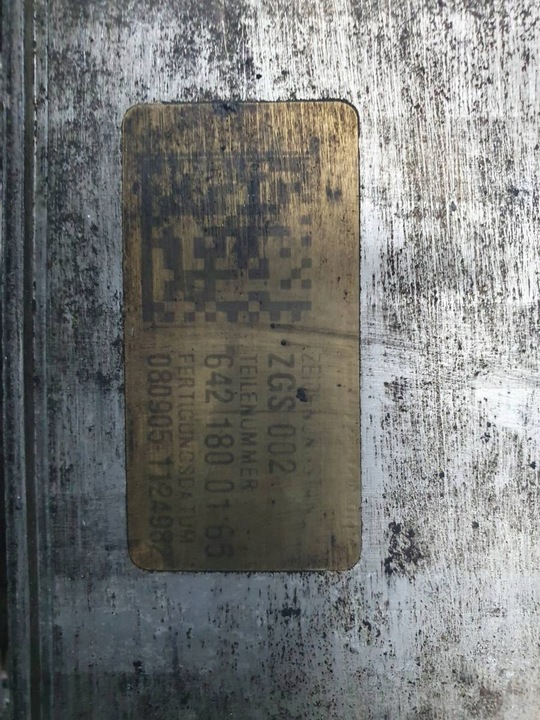 ZGS 002
TEILENUMMER
642 180 01 65
FERTIGUNGSDATUM
080905